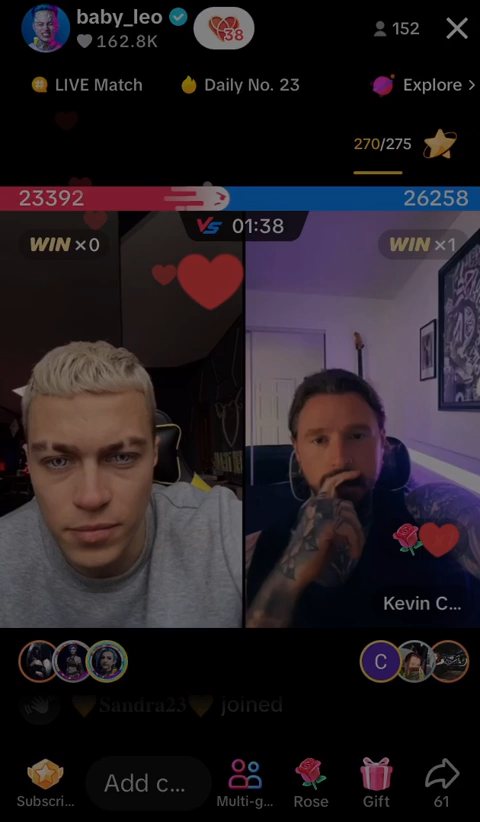 baby_leo
162.8K
38
152
LIVE Match
Daily No. 23
Explore >
270/275
23392
26258
VS 01:38
WIN ×0
WIN ×1
Kevin C...
C
Sandra23 joined
Add c...
Subscri...
Multi-g...
Rose
Gift
61